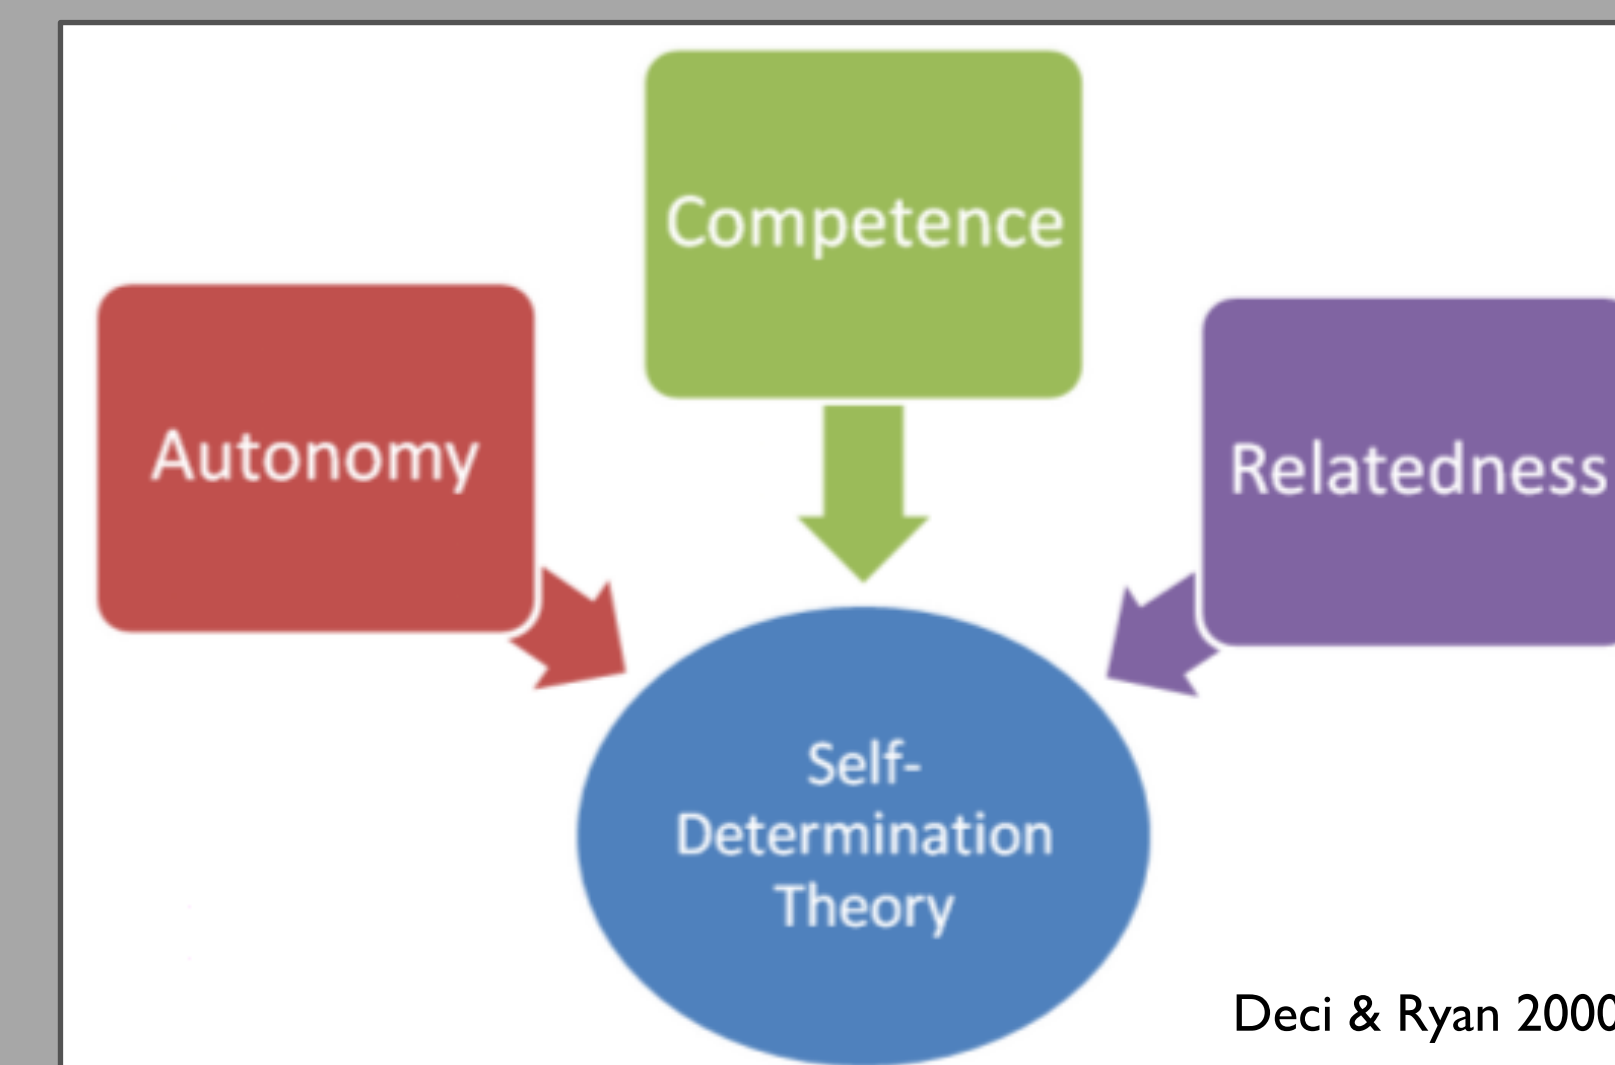 Competence
Autonomy
Relatedness
Self-
Determination
Theory
Deci & Ryan 2000